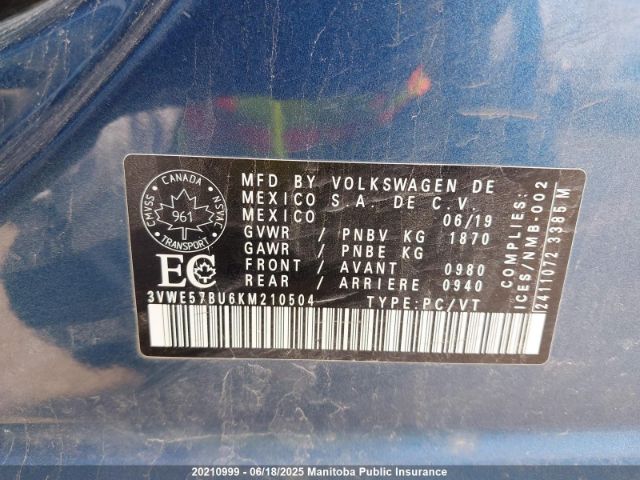 CMVSS CANADA NSVAC
961
TRANSPORT
EC
MFD BY VOLKSWAGEN DE
MEXICO S.A. DE C.V.
MEXICO 06/19
GVWR / PNBV KG 1870
GAWR / PNBE KG
FRONT / AVANT 0980
REAR / ARRIERE 0940
3VWE57BU6KM210504 TYPE:PC/VT
COMPLIES:
ICES/NMB-002
2411072 3385 M
20210999 - 06/18/2025 Manitoba Public Insurance